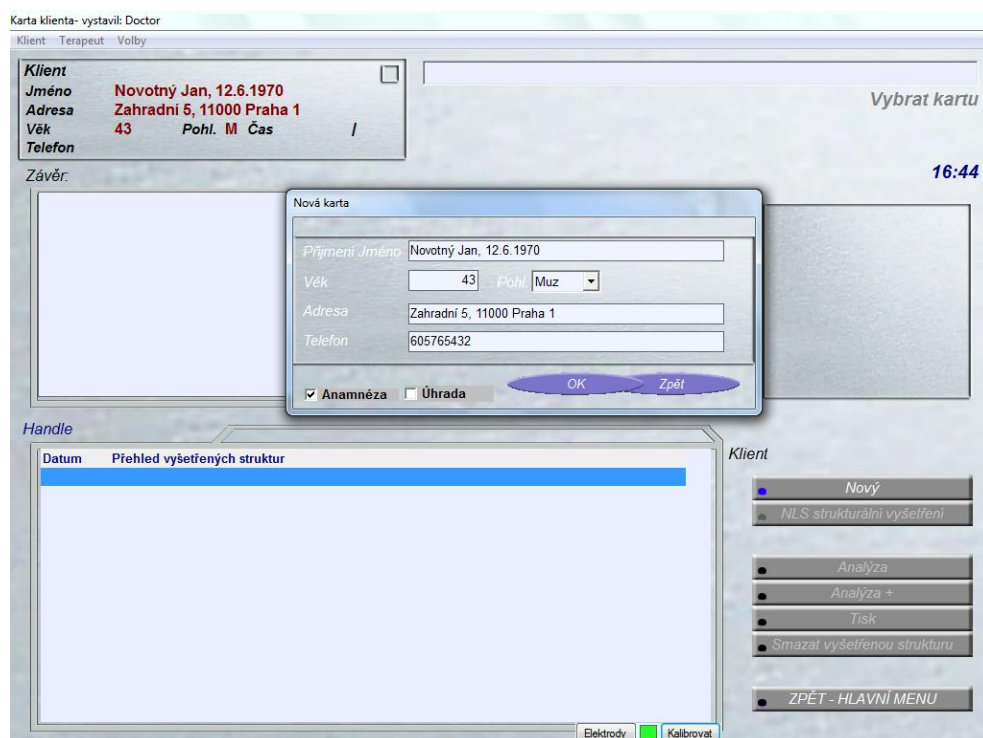 Karta klienta- vystavil: Doctor
Klient Terapeut Volby
Klient
Jméno Novotný Jan, 12.6.1970
Adresa Zahradní 5, 11000 Praha 1
Věk 43 Pohl. M Čas /
Telefon
Vybrat kartu
16:44
Závěr:
Nová karta
Přijmení Jméno Novotný Jan, 12.6.1970
Věk 43 Pohl. Muz
Adresa Zahradní 5, 11000 Praha 1
Telefon 605765432
Anamnéza Úhrada OK Zpět
Handle
Datum Přehled vyšetřených struktur
Klient
Nový
NLS strukturální vyšetření
Analýza
Analýza +
Tisk
Smazat vyšetřenou strukturu
ZPĚT - HLAVNÍ MENU
Elektrody Kalibrovat